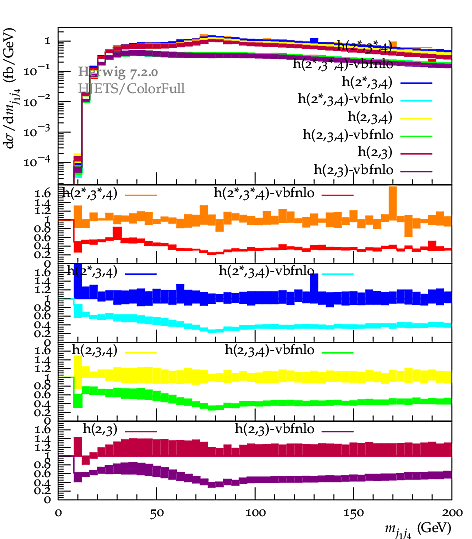 dσ/dm_{j₁j₄} (fb/GeV)
1
10⁻¹
10⁻²
10⁻³
10⁻⁴
Herwig 7.2.0
HJETS/ColorFull
h(2*,3*,4)
h(2*,3*,4)-vbfnlo
h(2*,3,4)
h(2*,3,4)-vbfnlo
h(2,3,4)
h(2,3,4)-vbfnlo
h(2,3)
h(2,3)-vbfnlo
h(2*,3*,4) h(2*,3*,4)-vbfnlo
1.6
1.4
1.2
1
0.8
0.6
0.4
0.2
0
h(2*,3,4) h(2*,3,4)-vbfnlo
1.6
1.4
1.2
1
0.8
0.6
0.4
0.2
0
h(2,3,4) h(2,3,4)-vbfnlo
1.6
1.4
1.2
1
0.8
0.6
0.4
0.2
0
h(2,3) h(2,3)-vbfnlo
1.6
1.4
1.2
1
0.8
0.6
0.4
0.2
0
0 50 100 150 200
m_{j₁j₄} (GeV)